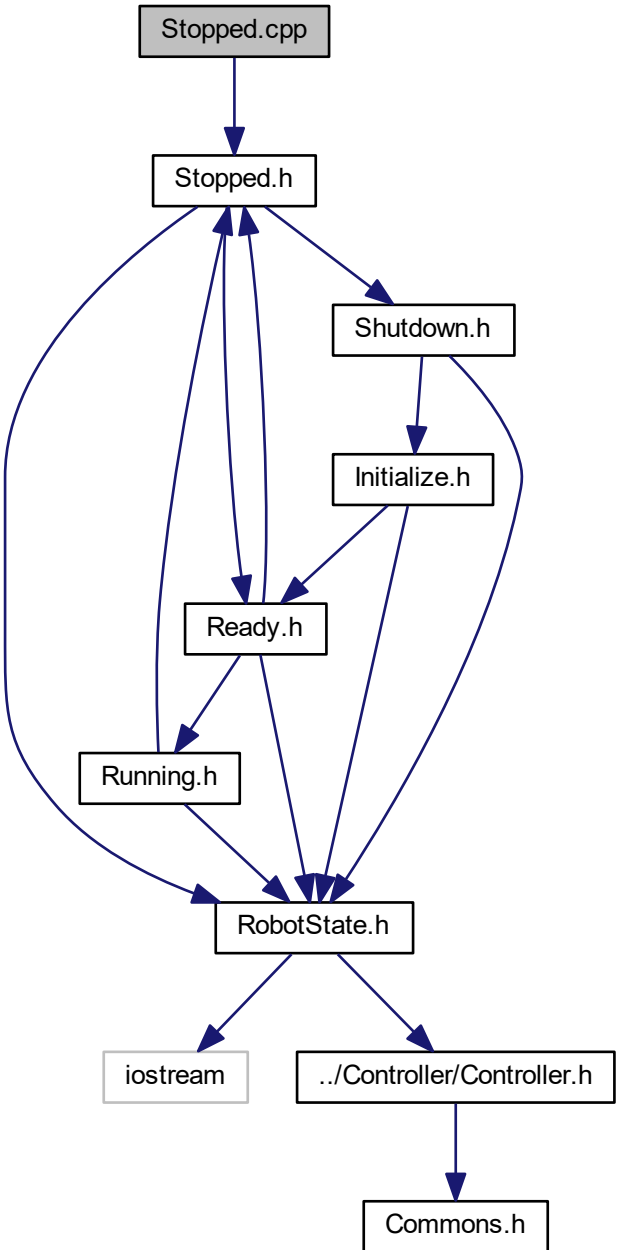 Stopped.cpp
Stopped.h
Shutdown.h
Initialize.h
Ready.h
Running.h
RobotState.h
iostream
../Controller/Controller.h
Commons.h